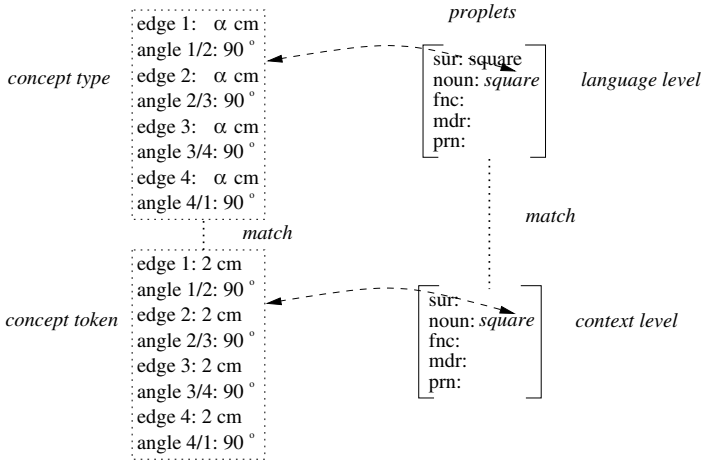 proplets
concept type
edge 1: α cm
angle 1/2: 90 °
edge 2: α cm
angle 2/3: 90 °
edge 3: α cm
angle 3/4: 90 °
edge 4: α cm
angle 4/1: 90 °
sur: square
noun: square
fnc:
mdr:
prn:
language level
match
match
concept token
edge 1: 2 cm
angle 1/2: 90 °
edge 2: 2 cm
angle 2/3: 90 °
edge 3: 2 cm
angle 3/4: 90 °
edge 4: 2 cm
angle 4/1: 90 °
sur:
noun: square
fnc:
mdr:
prn:
context level